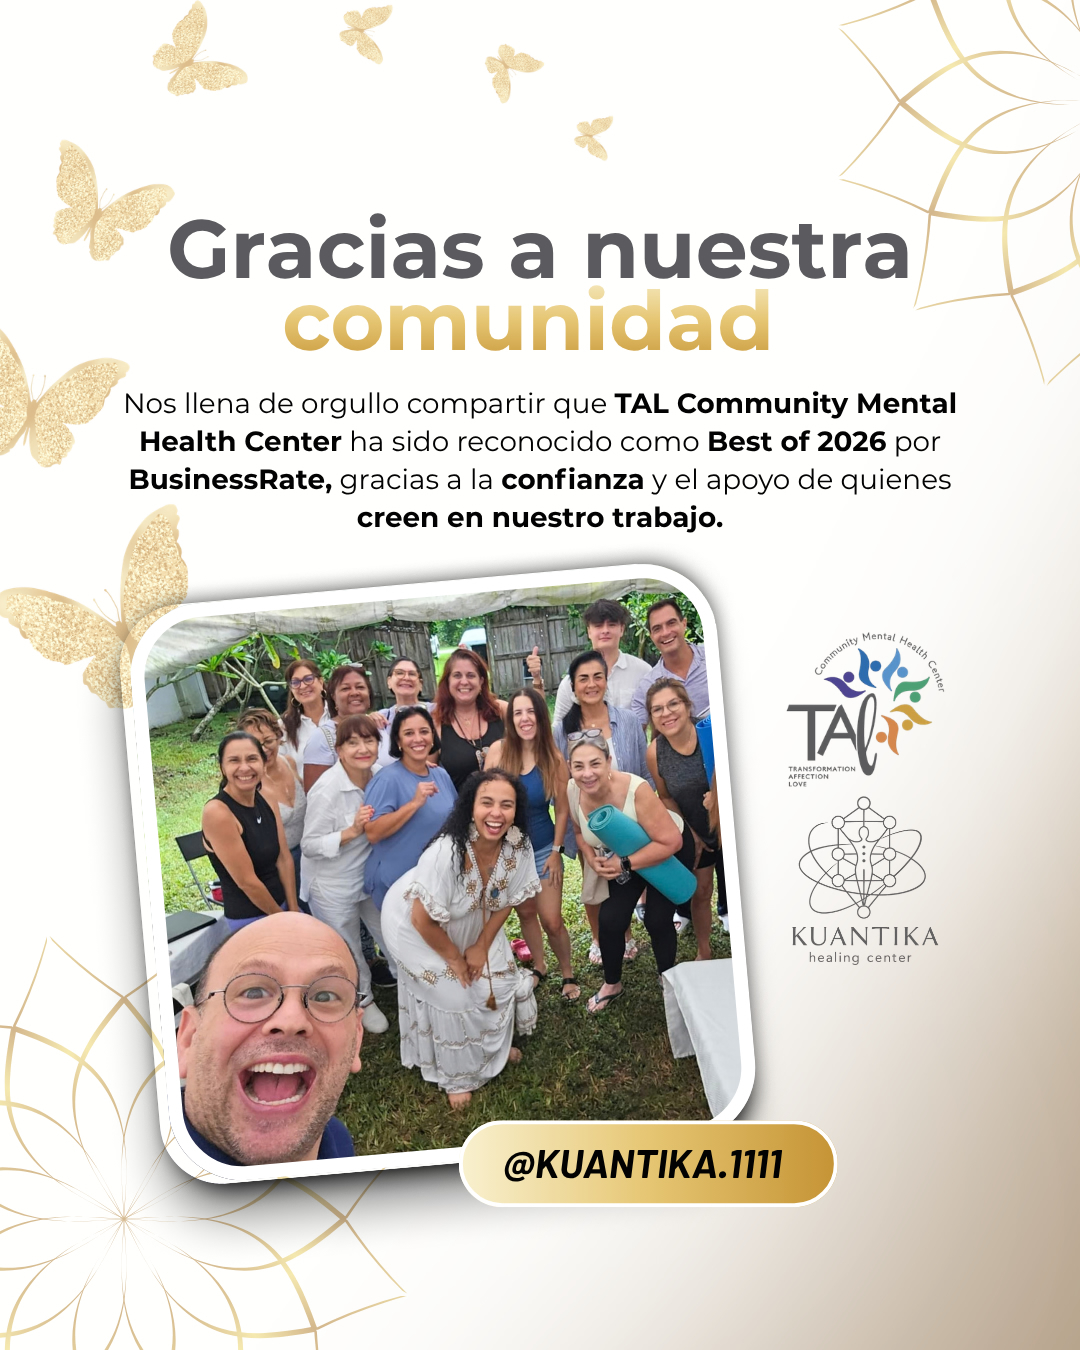 Gracias a nuestra
comunidad
Nos llena de orgullo compartir que TAL Community Mental
Health Center ha sido reconocido como Best of 2026 por
BusinessRate, gracias a la confianza y el apoyo de quienes
creen en nuestro trabajo.
Community Mental Health Center
TAl
TRANSFORMATION
AFFECTION
LOVE
KUANTIKA
healing center
@KUANTIKA.1111